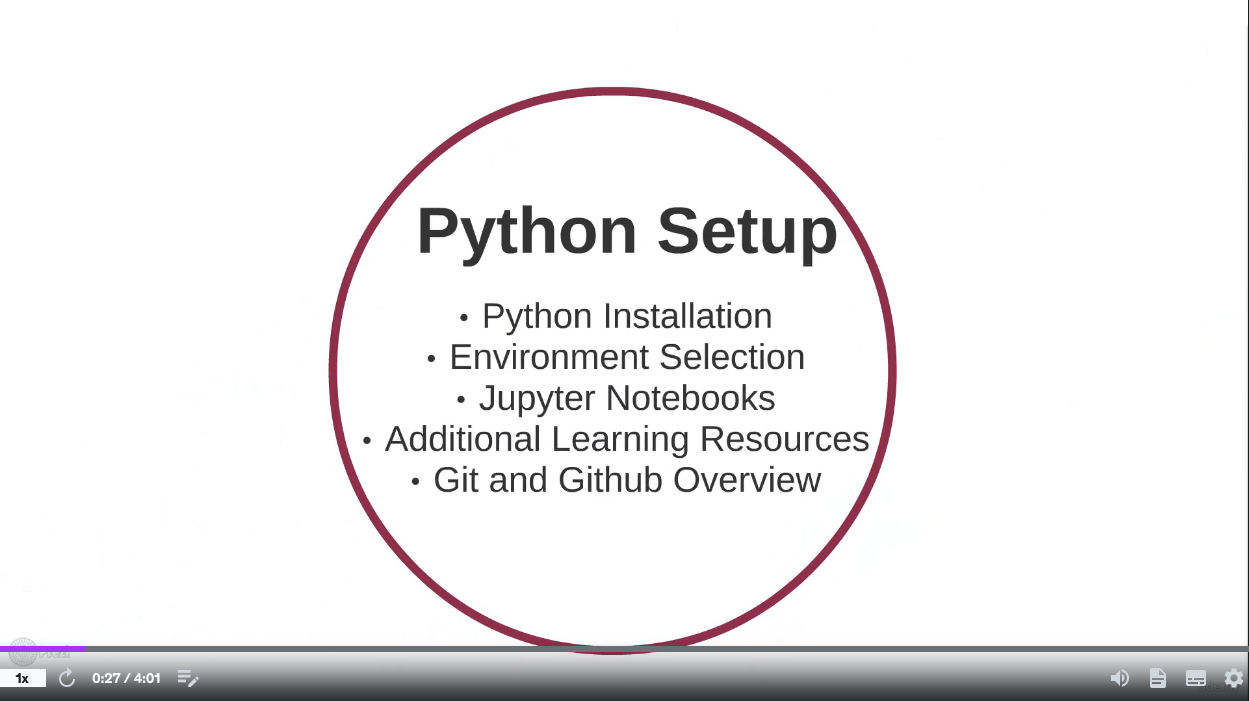 Python Setup
• Python Installation
• Environment Selection
• Jupyter Notebooks
• Additional Learning Resources
• Git and Github Overview
1x
0:27 / 4:01